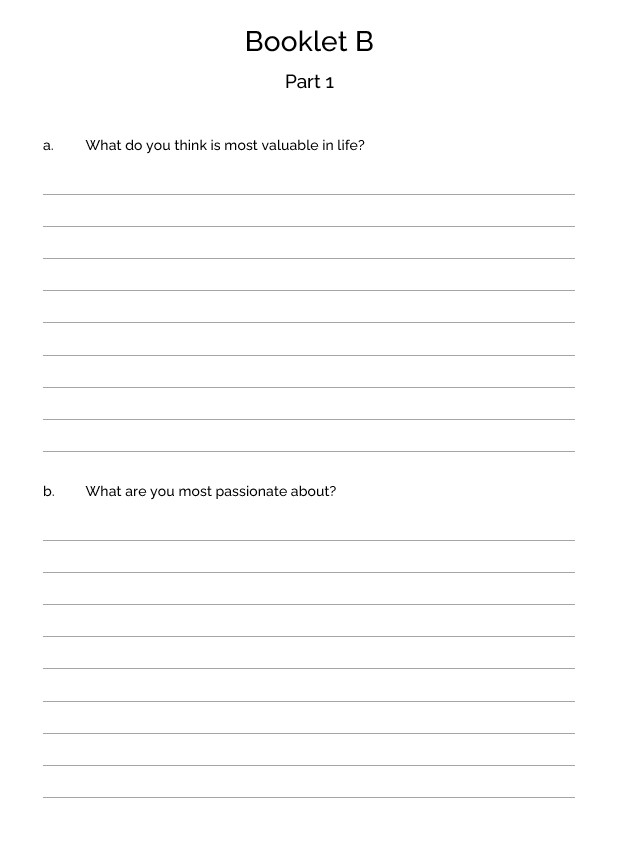 Booklet B
Part 1
a. What do you think is most valuable in life?
b. What are you most passionate about?